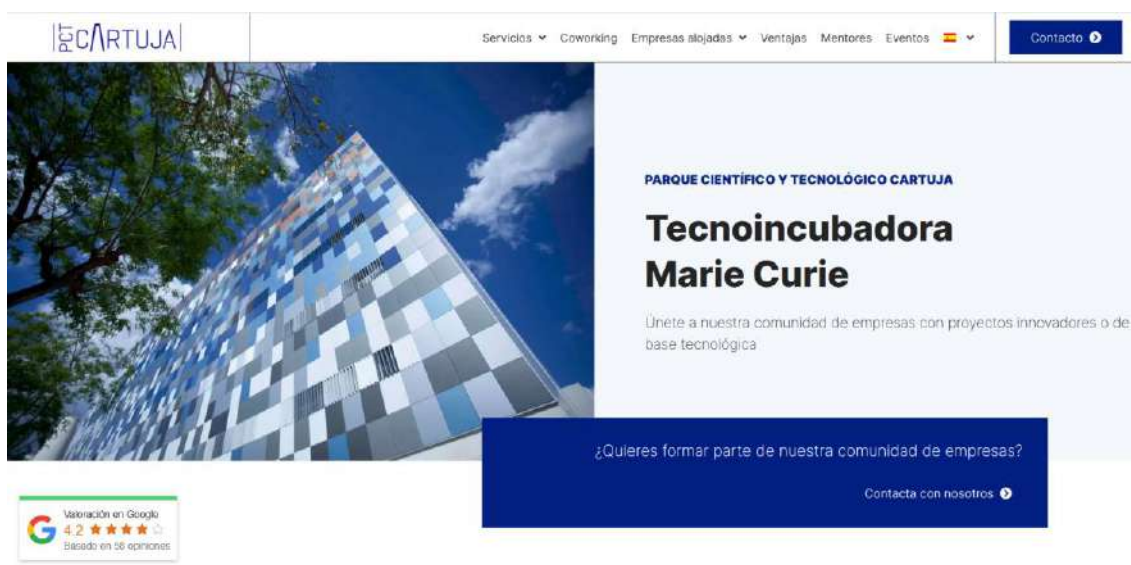 PCT CARTUJA
Servicios Coworking Empresas alojadas Ventajas Mentores Eventos
Contacto
PARQUE CIENTÍFICO Y TECNOLÓGICO CARTUJA
Tecnoincubadora
Marie Curie
Únete a nuestra comunidad de empresas con proyectos innovadores o de
base tecnológica
¿Quieres formar parte de nuestra comunidad de empresas?
Contacta con nosotros
Valoración en Google
4.2
Basado en 56 opiniones